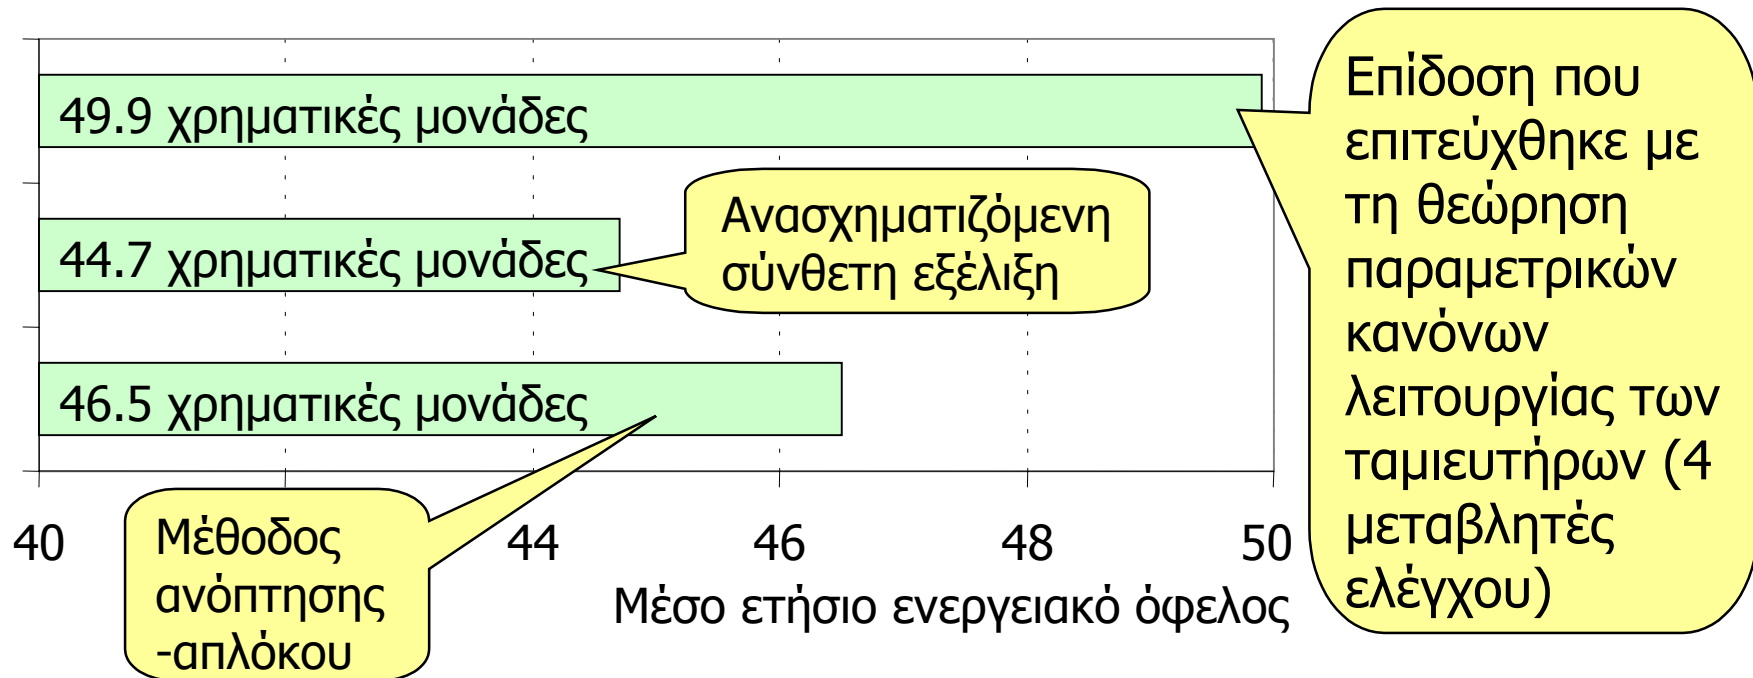 49.9 χρηματικές μονάδες
44.7 χρηματικές μονάδες
46.5 χρηματικές μονάδες
Ανασχηματιζόμενη
σύνθετη εξέλιξη
Επίδοση που
επιτεύχθηκε με
τη θεώρηση
παραμετρικών
κανόνων
λειτουργίας των
ταμιευτήρων (4
μεταβλητές
ελέγχου)
Μέθοδος
ανόπτησης
-απλόκου
40
44
46
48
50
Μέσο ετήσιο ενεργειακό όφελος